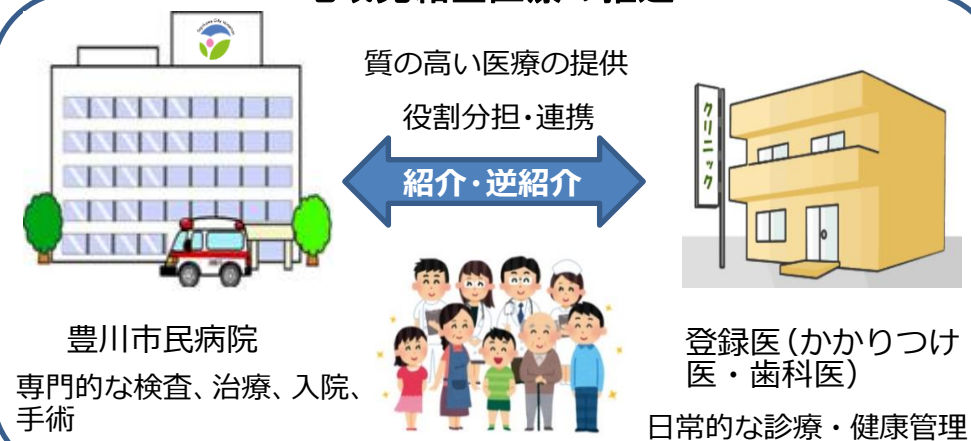 質の高い医療の提供
役割分担・連携
紹介・逆紹介
クリニック
豊川市民病院
専門的な検査、治療、入院、
手術
登録医（かかりつけ
医・歯科医）
日常的な診療・健康管理